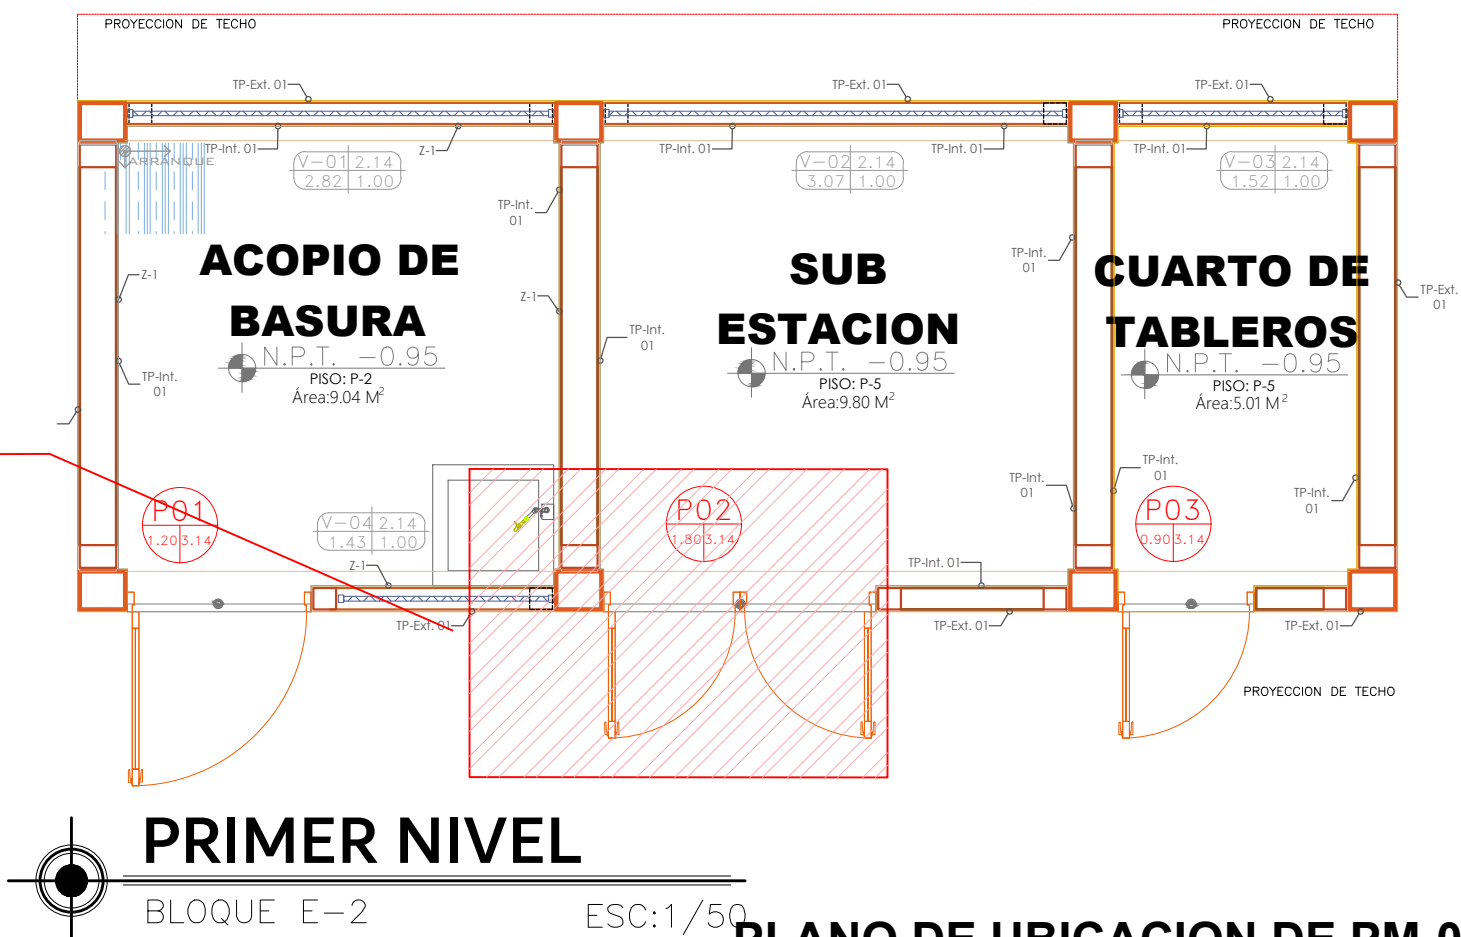 PROYECCION DE TECHO
PROYECCION DE TECHO
TP-Ext. 01
TP-Ext. 01
TP-Ext. 01
TP-Int. 01
Z-1
TP-Int. 01
TP-Int. 01
TP-Int. 01
ARRANQUE
V-01 2.14
2.82 1.00
V-02 2.14
3.07 1.00
V-03 2.14
1.52 1.00
TP-Int.
01
TP-Int.
01
Z-1
Z-1
TP-Ext.
01
ACOPIO DE
BASURA
N.P.T. -0.95
PISO: P-2
Área:9.04 M²
SUB
ESTACION
N.P.T. -0.95
PISO: P-5
Área:9.80 M²
CUARTO DE
TABLEROS
N.P.T. -0.95
PISO: P-5
Área:5.01 M²
TP-Int.
01
TP-Int.
01
TP-Int.
01
TP-Int.
01
TP-Int.
01
P01
1.20 3.14
V-04 2.14
1.43 1.00
P02
1.80 3.14
P03
0.90 3.14
Z-1
TP-Int. 01
TP-Ext. 01
TP-Ext. 01
TP-Ext. 01
PROYECCION DE TECHO
PRIMER NIVEL
BLOQUE E-2
ESC:1/50
PLANO DE UBICACION DE PM-0